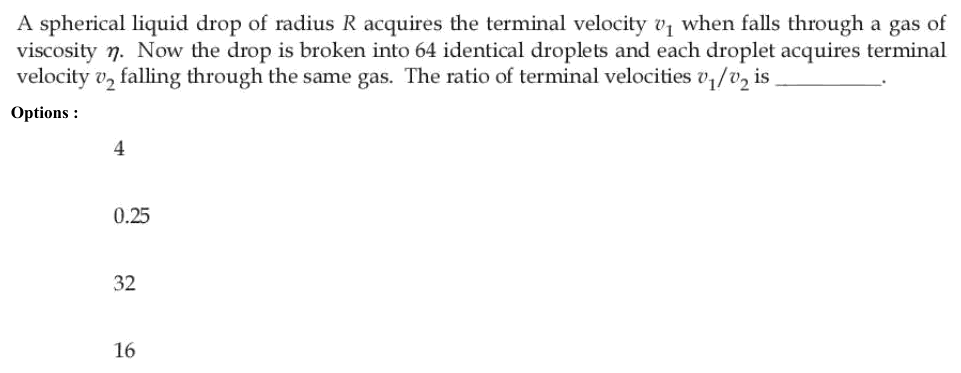 A spherical liquid drop of radius R acquires the terminal velocity v₁ when falls through a gas of
viscosity η. Now the drop is broken into 64 identical droplets and each droplet acquires terminal
velocity v₂ falling through the same gas. The ratio of terminal velocities v₁/v₂ is __________.
Options :
4
0.25
32
16